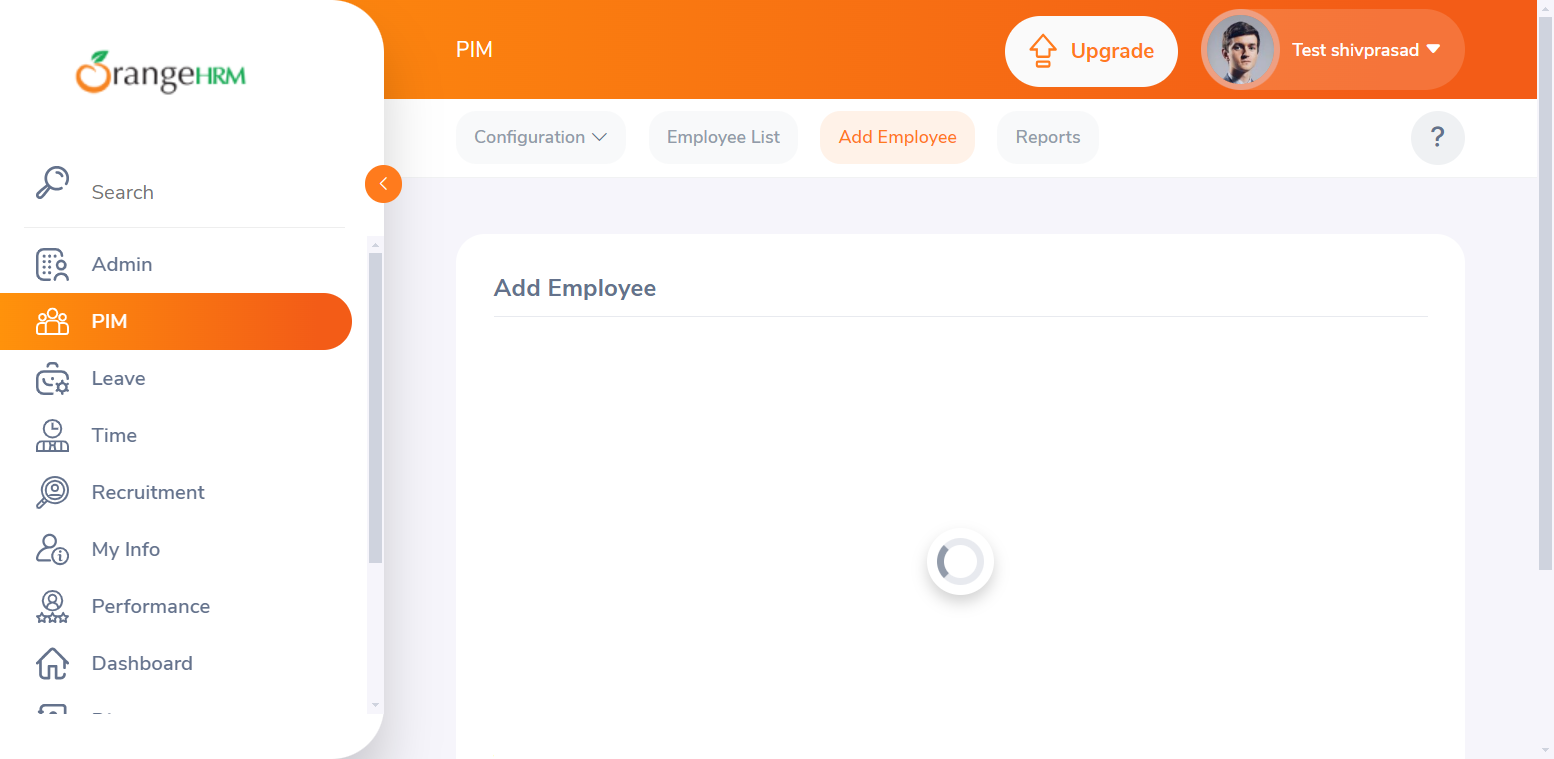 OrangeHRM
PIM
Upgrade
Test shivprasad
Configuration
Employee List
Add Employee
Reports
?
Search
Admin
PIM
Leave
Time
Recruitment
My Info
Performance
Dashboard
Add Employee